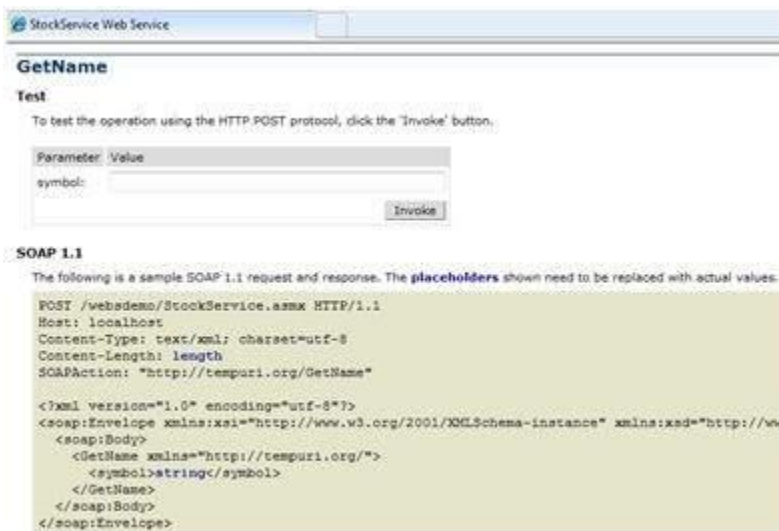 StockService Web Service
GetName
Test
To test the operation using the HTTP POST protocol, click the 'Invoke' button.
Parameter Value
symbol:
Invoke
SOAP 1.1
The following is a sample SOAP 1.1 request and response. The placeholders shown need to be replaced with actual values.
POST /websdemo/StockService.asmx HTTP/1.1
Host: localhost
Content-Type: text/xml; charset=utf-8
Content-Length: length
SOAPAction: "http://tempuri.org/GetName"
<?xml version="1.0" encoding="utf-8"?>
<soap:Envelope xmlns:xsi="http://www.w3.org/2001/XMLSchema-instance" xmlns:xsd="http://ww
<soap:Body>
<GetName xmlns="http://tempuri.org/">
<symbol>string</symbol>
</GetName>
</soap:Body>
</soap:Envelope>